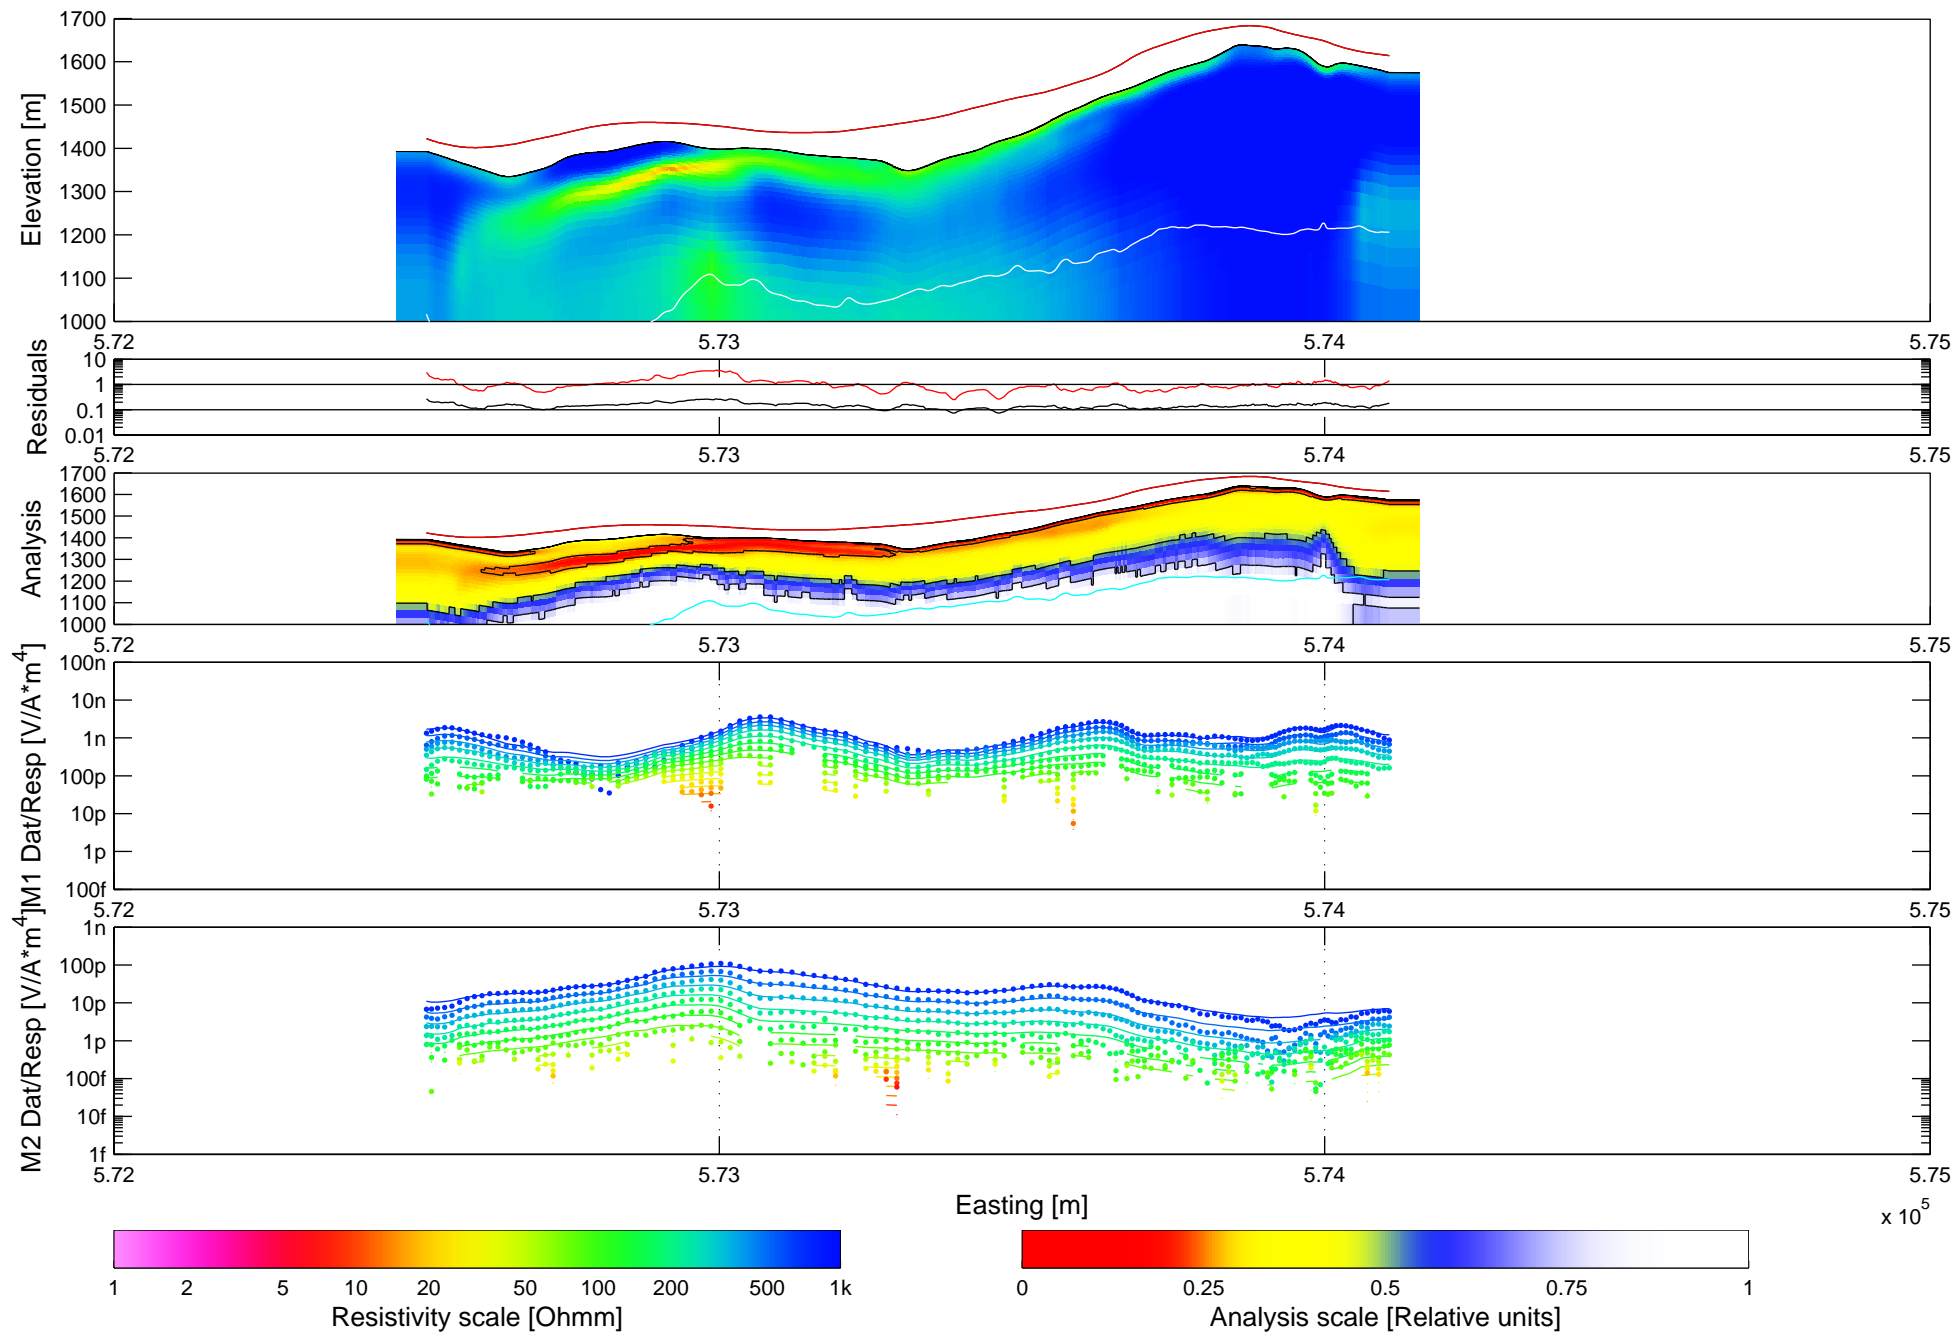 1700
1600
1500
1400
1300
1200
1100
1000
Elevation [m]
5.72 5.73 5.74 5.75
10
1
0.1
0.01
Residuals
5.72 5.73 5.74 5.75
1700
1600
1500
1400
1300
1200
1100
1000
Analysis
5.72 5.73 5.74 5.75
100n
10n
1n
100p
10p
1p
100f
M1 Dat/Resp [V/A*m^4]
5.72 5.73 5.74 5.75
1n
100p
10p
1p
100f
10f
1f
M2 Dat/Resp [V/A*m^4]
5.72 5.73 5.74 5.75
Easting [m]
x 10^5
1 2 5 10 20 50 100 200 500 1k
Resistivity scale [Ohmm]
0 0.25 0.5 0.75 1
Analysis scale [Relative units]